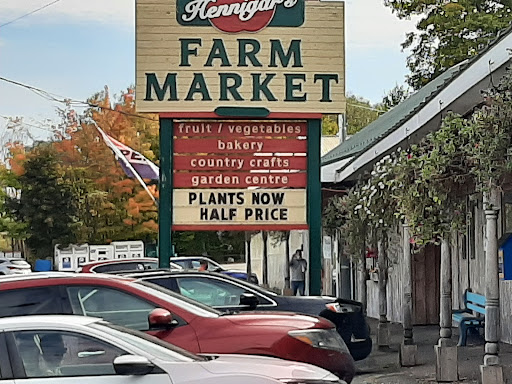 Hennigar's
FARM
MARKET
fruit / vegetables
bakery
country crafts
garden centre
PLANTS NOW
HALF PRICE